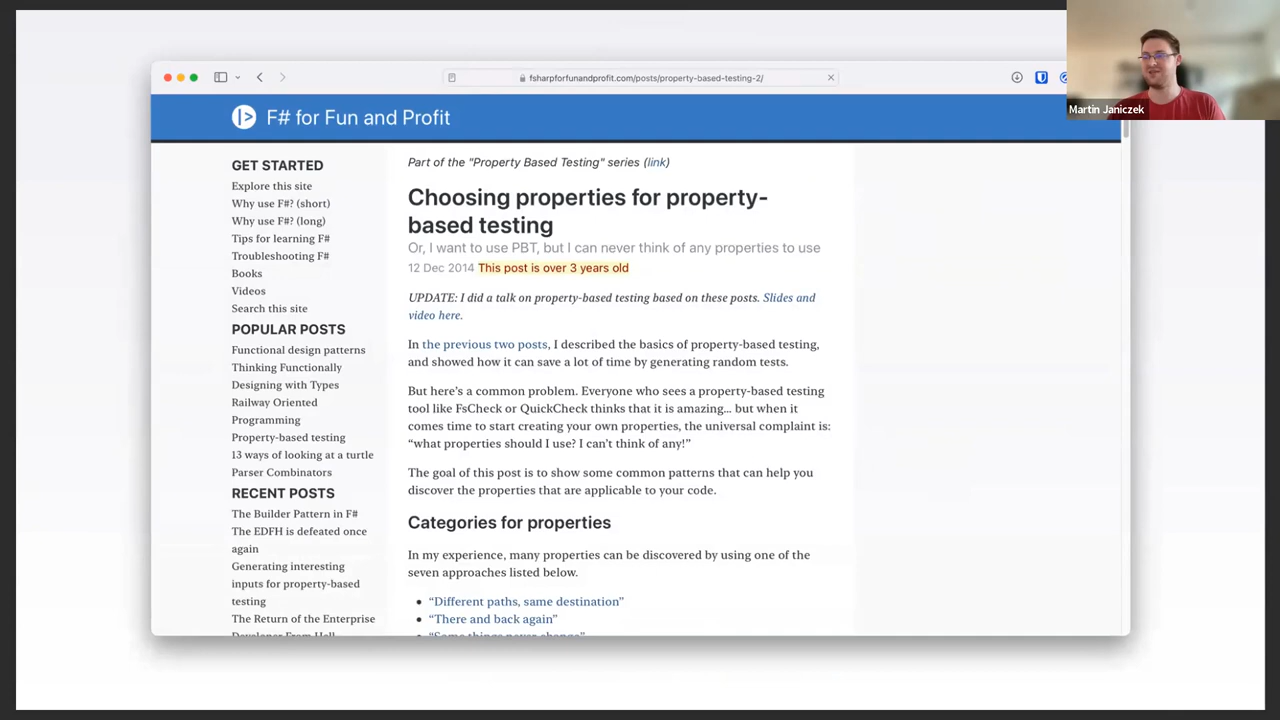 fsharpforfunandprofit.com/posts/property-based-testing-2/
Martin Janiczek
F# for Fun and Profit
GET STARTED
Explore this site
Why use F#? (short)
Why use F#? (long)
Tips for learning F#
Troubleshooting F#
Books
Videos
Search this site
POPULAR POSTS
Functional design patterns
Thinking Functionally
Designing with Types
Railway Oriented
Programming
Property-based testing
13 ways of looking at a turtle
Parser Combinators
RECENT POSTS
The Builder Pattern in F#
The EDFH is defeated once
again
Generating interesting
inputs for property-based
testing
The Return of the Enterprise
Developer From Hell
Part of the "Property Based Testing" series (link)
Choosing properties for property-
based testing
Or, I want to use PBT, but I can never think of any properties to use
12 Dec 2014 This post is over 3 years old
UPDATE: I did a talk on property-based testing based on these posts. Slides and
video here.
In the previous two posts, I described the basics of property-based testing,
and showed how it can save a lot of time by generating random tests.
But here’s a common problem. Everyone who sees a property-based testing
tool like FsCheck or QuickCheck thinks that it is amazing… but when it
comes time to start creating your own properties, the universal complaint is:
“what properties should I use? I can’t think of any!”
The goal of this post is to show some common patterns that can help you
discover the properties that are applicable to your code.
Categories for properties
In my experience, many properties can be discovered by using one of the
seven approaches listed below.
• “Different paths, same destination”
• “There and back again”
• “Some things never change”